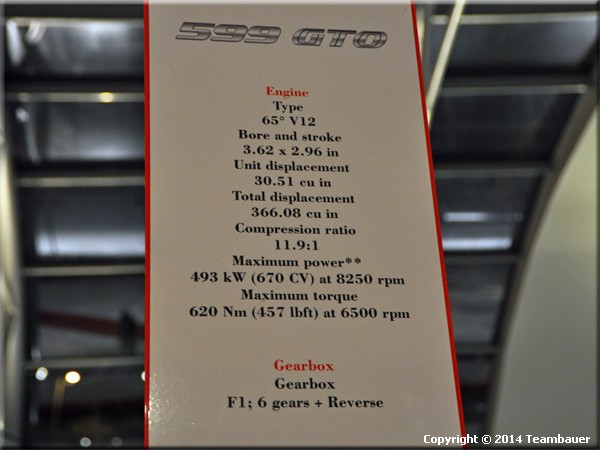 599 GTO
Engine
Type
65° V12
Bore and stroke
3.62 x 2.96 in
Unit displacement
30.51 cu in
Total displacement
366.08 cu in
Compression ratio
11.9:1
Maximum power**
493 kW (670 CV) at 8250 rpm
Maximum torque
620 Nm (457 lbft) at 6500 rpm
Gearbox
Gearbox
F1; 6 gears + Reverse
Copyright © 2014 Teambauer